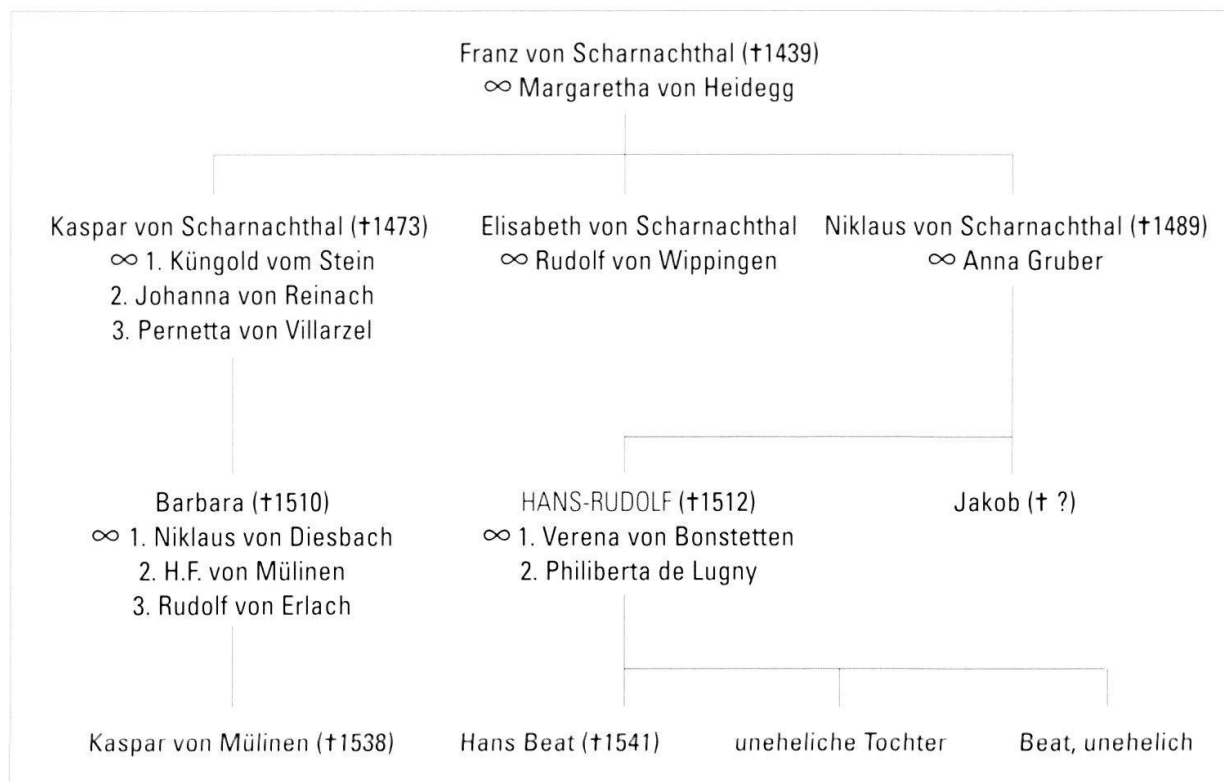 Franz von Scharnachthal (†1439)
∞ Margaretha von Heidegg
Kaspar von Scharnachthal (†1473)
∞ 1. Küngold vom Stein
2. Johanna von Reinach
3. Pernetta von Villarzel
Elisabeth von Scharnachthal
∞ Rudolf von Wippingen
Niklaus von Scharnachthal (†1489)
∞ Anna Gruber
Barbara (†1510)
∞ 1. Niklaus von Diesbach
2. H.F. von Mülinen
3. Rudolf von Erlach
HANS-RUDOLF (†1512)
∞ 1. Verena von Bonstetten
2. Philiberta de Lugny
Jakob († ?)
Kaspar von Mülinen (†1538)
Hans Beat (†1541)
uneheliche Tochter
Beat, unehelich